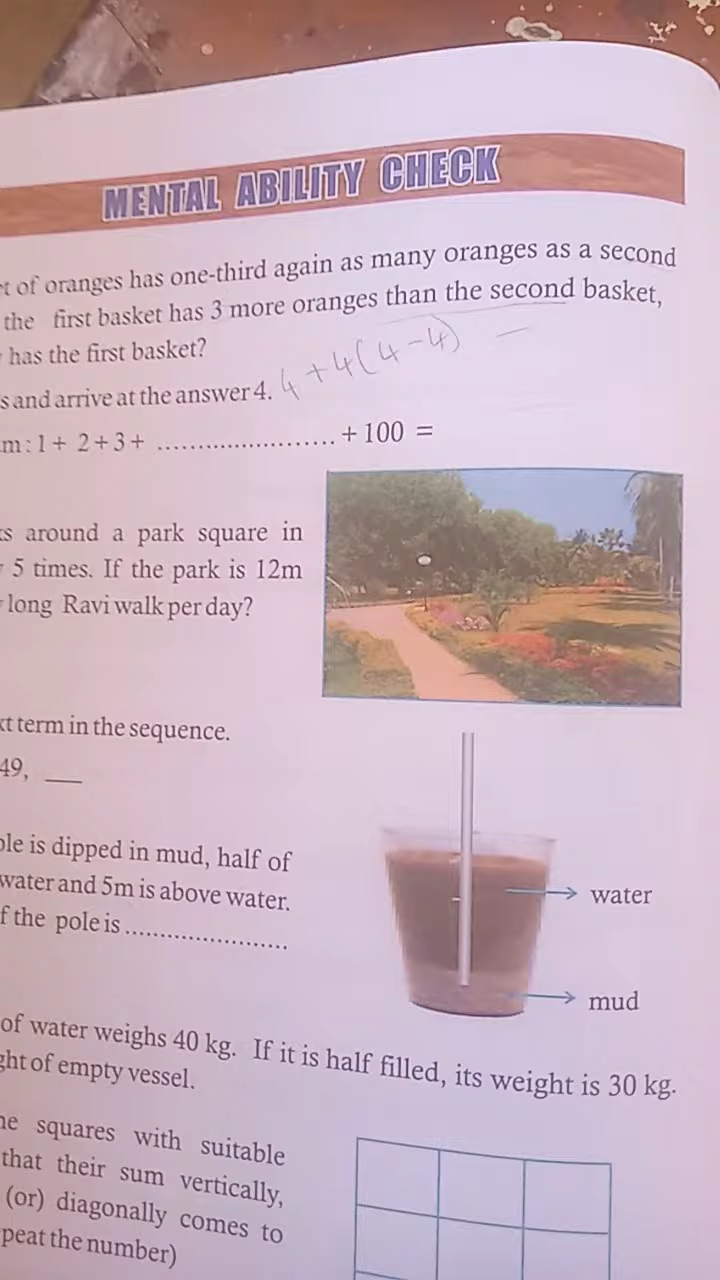 MENTAL ABILITY CHECK
of oranges has one-third again as many oranges as a second
the first basket has 3 more oranges than the second basket,
has the first basket?
s and arrive at the answer 4. 4+4(4-4)
m : 1 + 2 + 3 + ...................... + 100 =
s around a park square in
5 times. If the park is 12m
long Ravi walk per day?
xt term in the sequence.
49, __
ole is dipped in mud, half of
water and 5m is above water.
f the pole is ......................
water
mud
of water weighs 40 kg. If it is half filled, its weight is 30 kg.
ght of empty vessel.
he squares with suitable
that their sum vertically,
(or) diagonally comes to
peat the number)